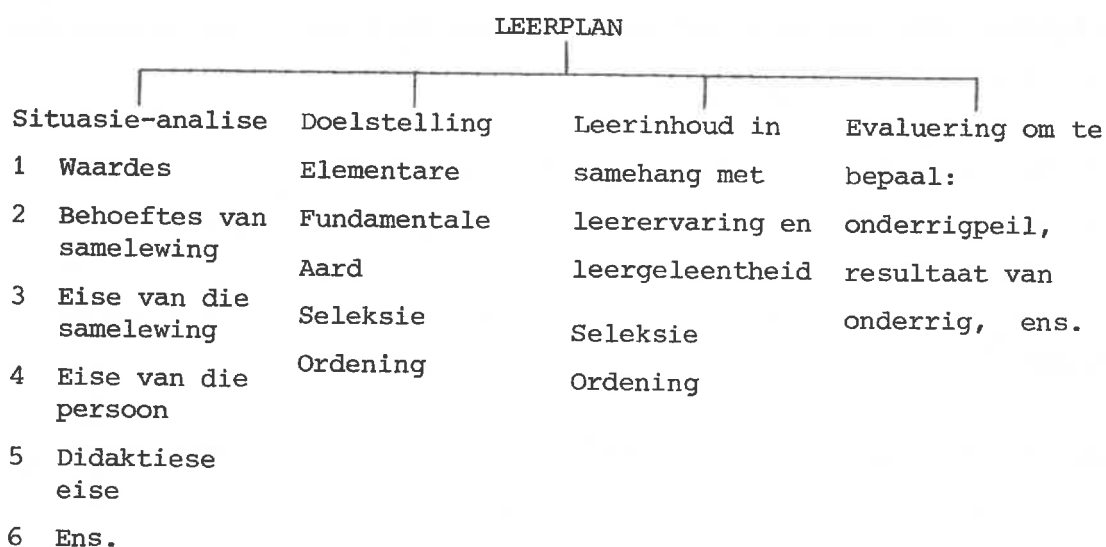 LEERPLAN
Situasie-analise
1 Waardes
2 Behoeftes van
samelewing
3 Eise van die
samelewing
4 Eise van die
persoon
5 Didaktiese
eise
6 Ens.
Doelstelling
Elementare
Fundamentale
Aard
Seleksie
Ordening
Leerinhoud in
samehang met
leerervaring en
leergeleentheid
Seleksie
Ordening
Evaluering om te
bepaal:
onderrigpeil,
resultaat van
onderrig, ens.